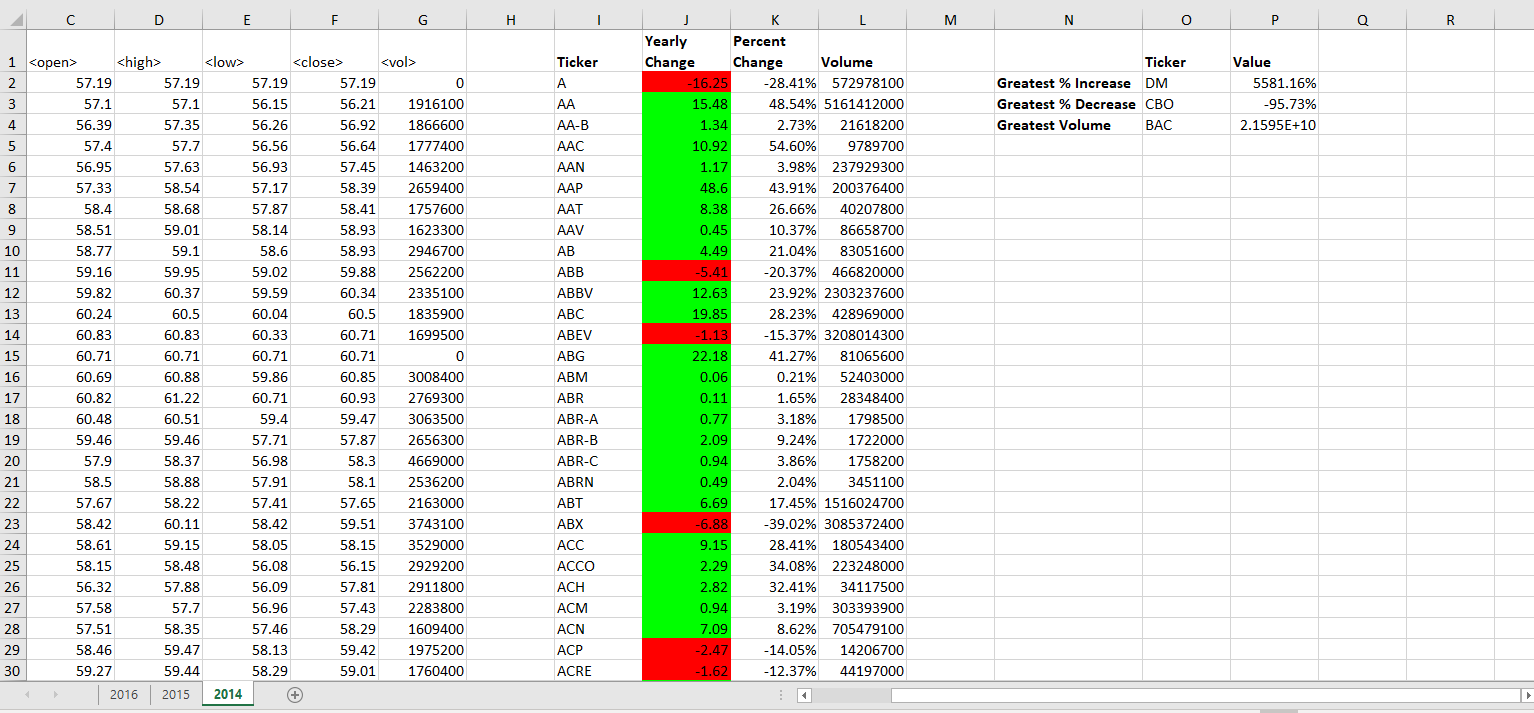 C D E F G H I J K L M N O P Q R
1 <open> <high> <low> <close> <vol> Ticker Yearly Change Percent Change Volume Ticker Value
2 57.19 57.19 57.19 57.19 0 A -16.25 -28.41% 572978100 Greatest % Increase DM 5581.16%
3 57.1 57.1 56.15 56.21 1916100 AA 15.48 48.54% 5161412000 Greatest % Decrease CBO -95.73%
4 56.39 57.35 56.26 56.92 1866600 AA-B 1.34 2.73% 21618200 Greatest Volume BAC 2.1595E+10
5 57.4 57.7 56.56 56.64 1777400 AAC 10.92 54.60% 9789700
6 56.95 57.63 56.93 57.45 1463200 AAN 1.17 3.98% 237929300
7 57.33 58.54 57.17 58.39 2659400 AAP 48.6 43.91% 200376400
8 58.4 58.68 57.87 58.41 1757600 AAT 8.38 26.66% 40207800
9 58.51 59.01 58.14 58.93 1623300 AAV 0.45 10.37% 86658700
10 58.77 59.1 58.6 58.93 2946700 AB 4.49 21.04% 83051600
11 59.16 59.95 59.02 59.88 2562200 ABB -5.41 -20.37% 466820000
12 59.82 60.37 59.59 60.34 2335100 ABBV 12.63 23.92% 2303237600
13 60.24 60.5 60.04 60.5 1835900 ABC 19.85 28.23% 428969000
14 60.83 60.83 60.33 60.71 1699500 ABEV -1.13 -15.37% 3208014300
15 60.71 60.71 60.71 60.71 0 ABG 22.18 41.27% 81065600
16 60.69 60.88 59.86 60.85 3008400 ABM 0.06 0.21% 52403000
17 60.82 61.22 60.71 60.93 2769300 ABR 0.11 1.65% 28348400
18 60.48 60.51 59.4 59.47 3063500 ABR-A 0.77 3.18% 1798500
19 59.46 59.46 57.71 57.87 2656300 ABR-B 2.09 9.24% 1722000
20 57.9 58.37 56.98 58.3 4669000 ABR-C 0.94 3.86% 1758200
21 58.5 58.88 57.91 58.1 2536200 ABRN 0.49 2.04% 3451100
22 57.67 58.22 57.41 57.65 2163000 ABT 6.69 17.45% 1516024700
23 58.42 60.11 58.42 59.51 3743100 ABX -6.88 -39.02% 3085372400
24 58.61 59.15 58.05 58.15 3529000 ACC 9.15 28.41% 180543400
25 58.15 58.48 56.08 56.15 2929200 ACCO 2.29 34.08% 223248000
26 56.32 57.88 56.09 57.81 2911800 ACH 2.82 32.41% 34117500
27 57.58 57.7 56.96 57.43 2283800 ACM 0.94 3.19% 303393900
28 57.51 58.35 57.46 58.29 1609400 ACN 7.09 8.62% 705479100
29 58.46 59.47 58.13 59.42 1975200 ACP -2.47 -14.05% 14206700
30 59.27 59.44 58.29 59.01 1760400 ACRE -1.62 -12.37% 44197000
2016 2015 2014